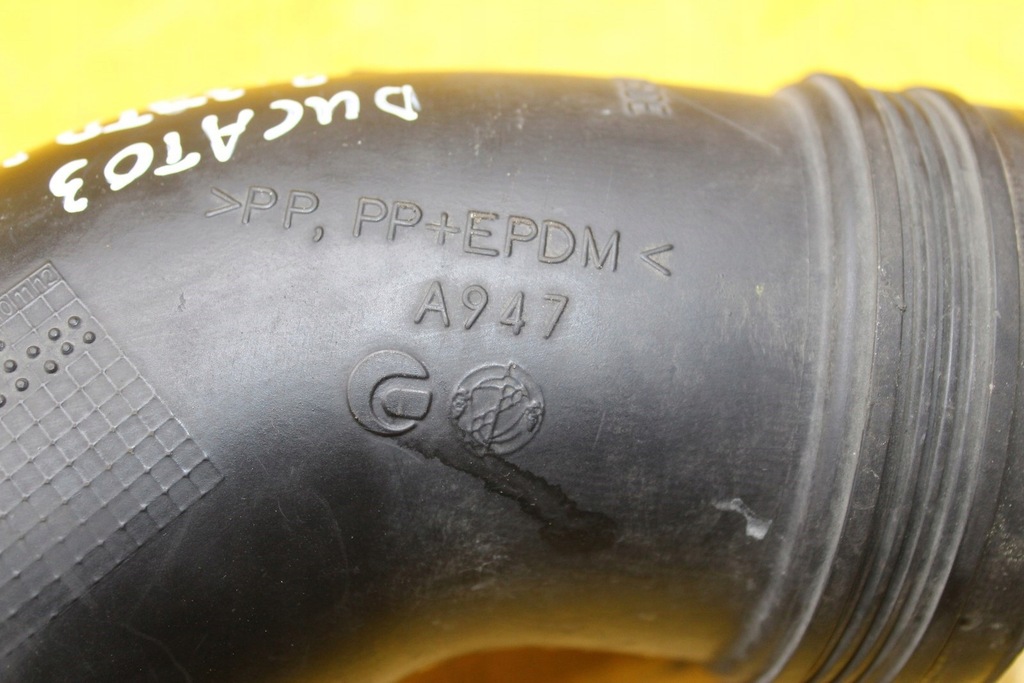 DUCATO3
>PP, PP+EPDM<
A947